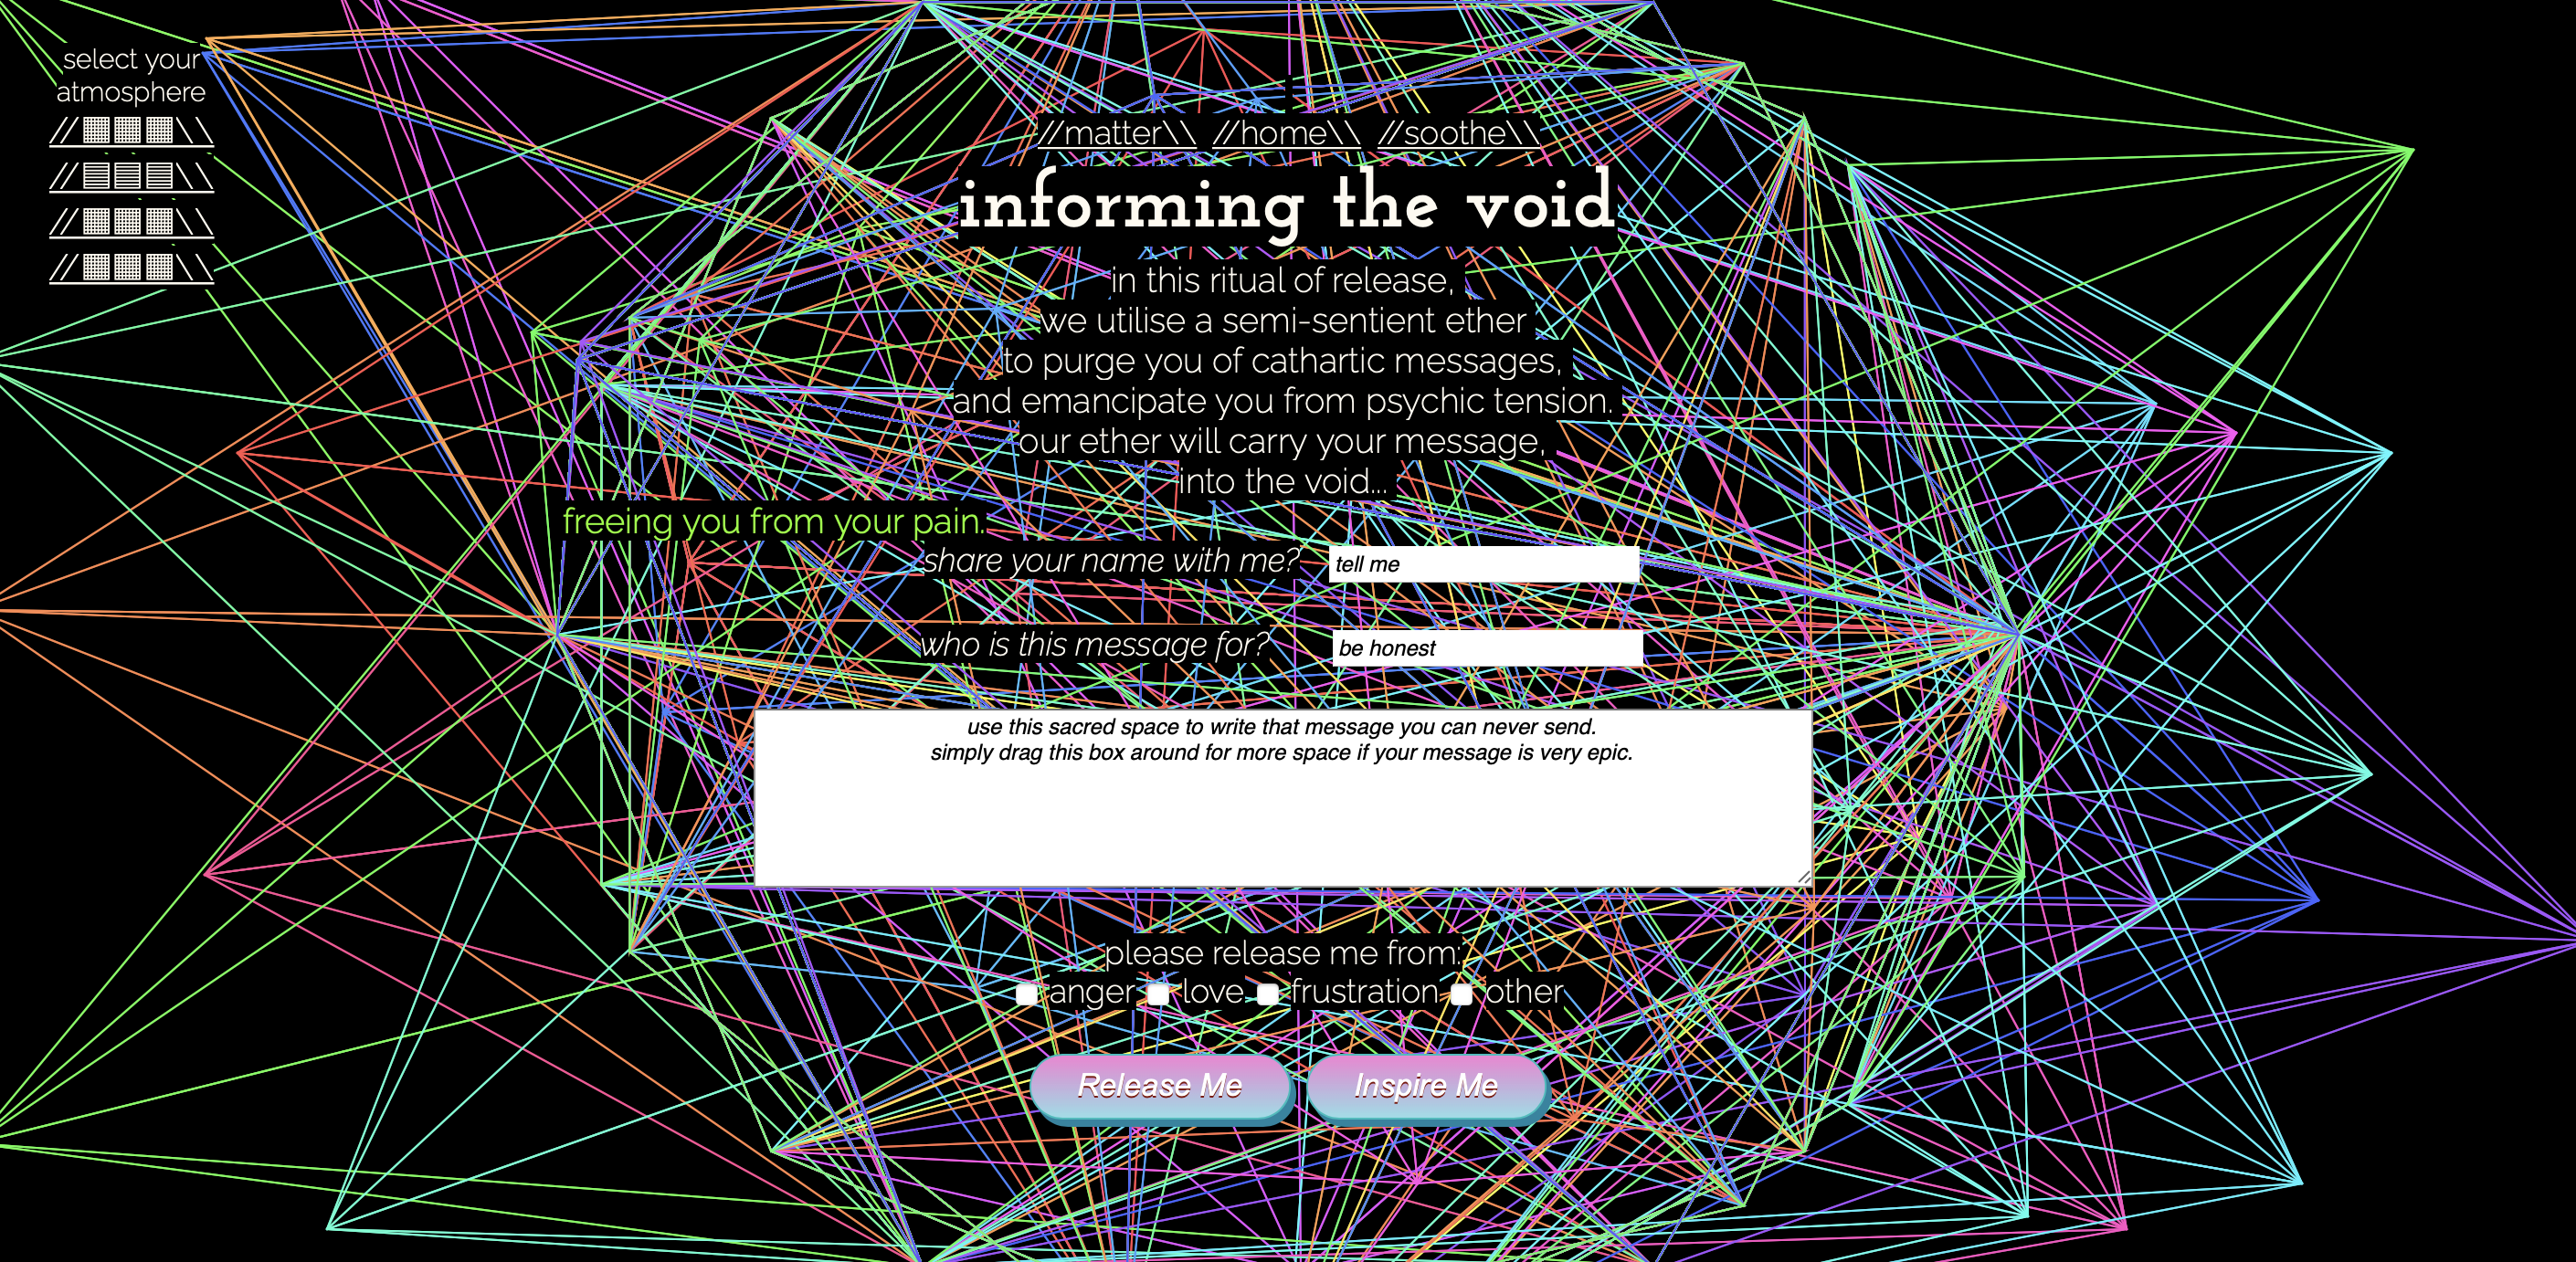 select your
atmosphere
//▦▦▦\\
//▤▤▤\\
//▦▦▦\\
//▦▦▦\\
//matter\\ //home\\ //soothe\\
informing the void
in this ritual of release,
we utilise a semi-sentient ether
to purge you of cathartic messages,
and emancipate you from psychic tension.
our ether will carry your message,
into the void...
freeing you from your pain.
share your name with me? tell me
who is this message for? be honest
use this sacred space to write that message you can never send.
simply drag this box around for more space if your message is very epic.
please release me from:
anger love frustration other
Release Me Inspire Me